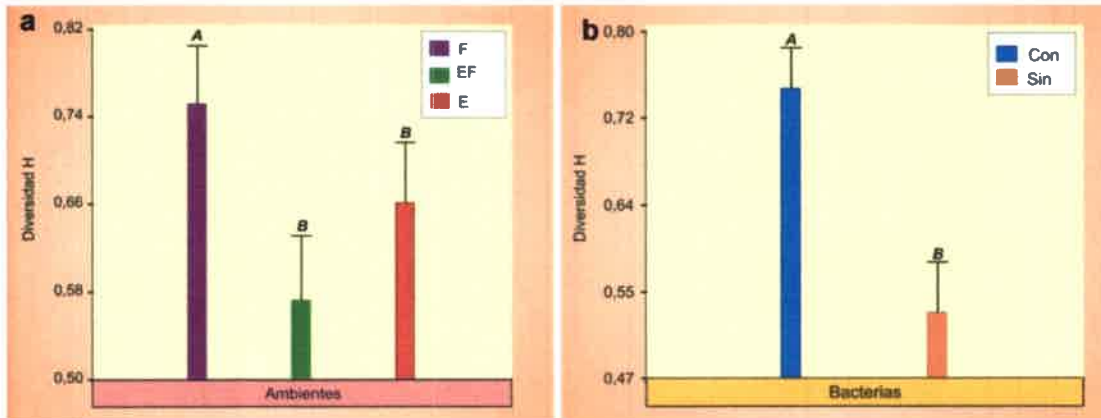 a
0,82
0,74
0,66
0,58
0,50
Diversidad H
A
B
B
F
EF
E
Ambientes
b
0,80
0,72
0,64
0,55
0,47
Diversidad H
A
B
Con
Sin
Bacterias